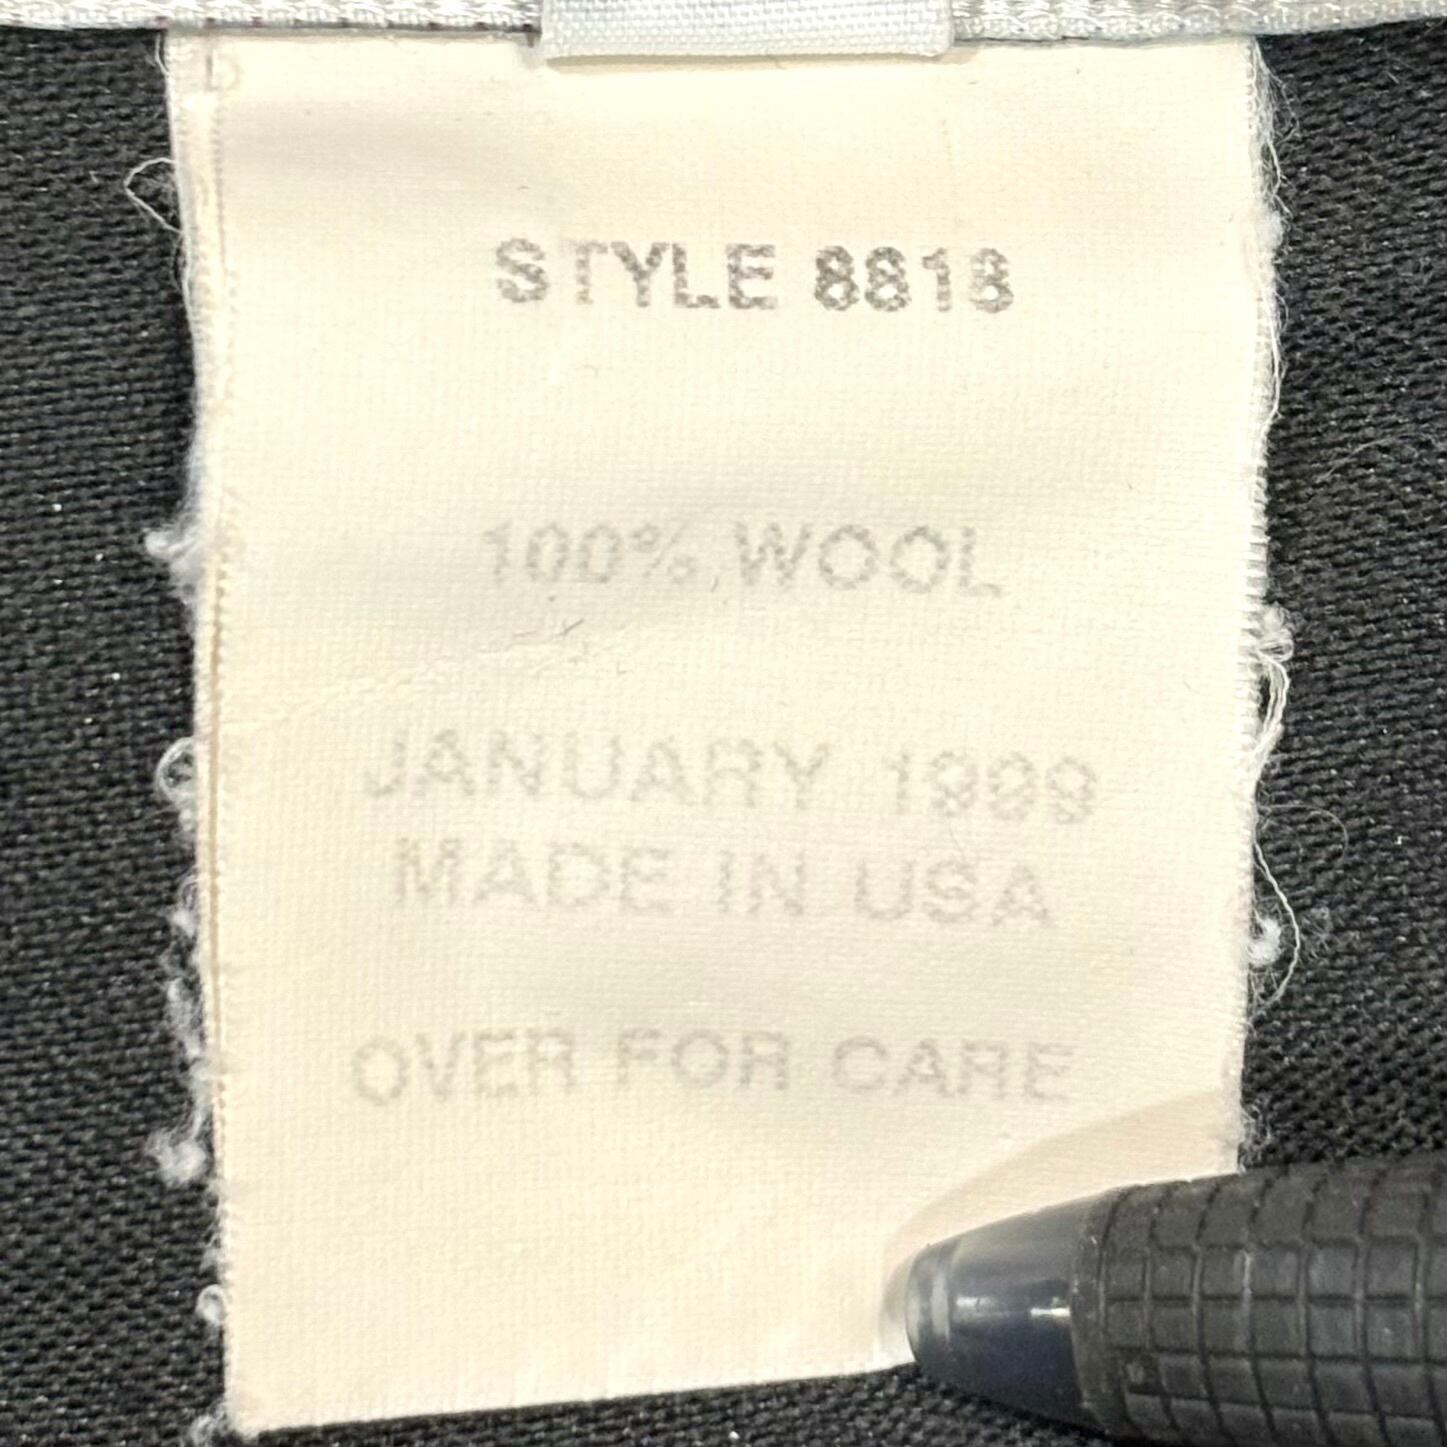 STYLE 8818
100% WOOL
JANUARY 1999
MADE IN USA
OVER FOR CARE